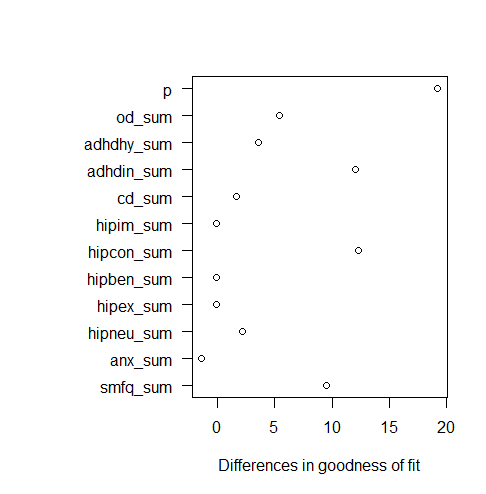 p
od_sum
adhdhy_sum
adhdin_sum
cd_sum
hipim_sum
hipcon_sum
hipben_sum
hipex_sum
hipneu_sum
anx_sum
smfq_sum
0 5 10 15 20
Differences in goodness of fit